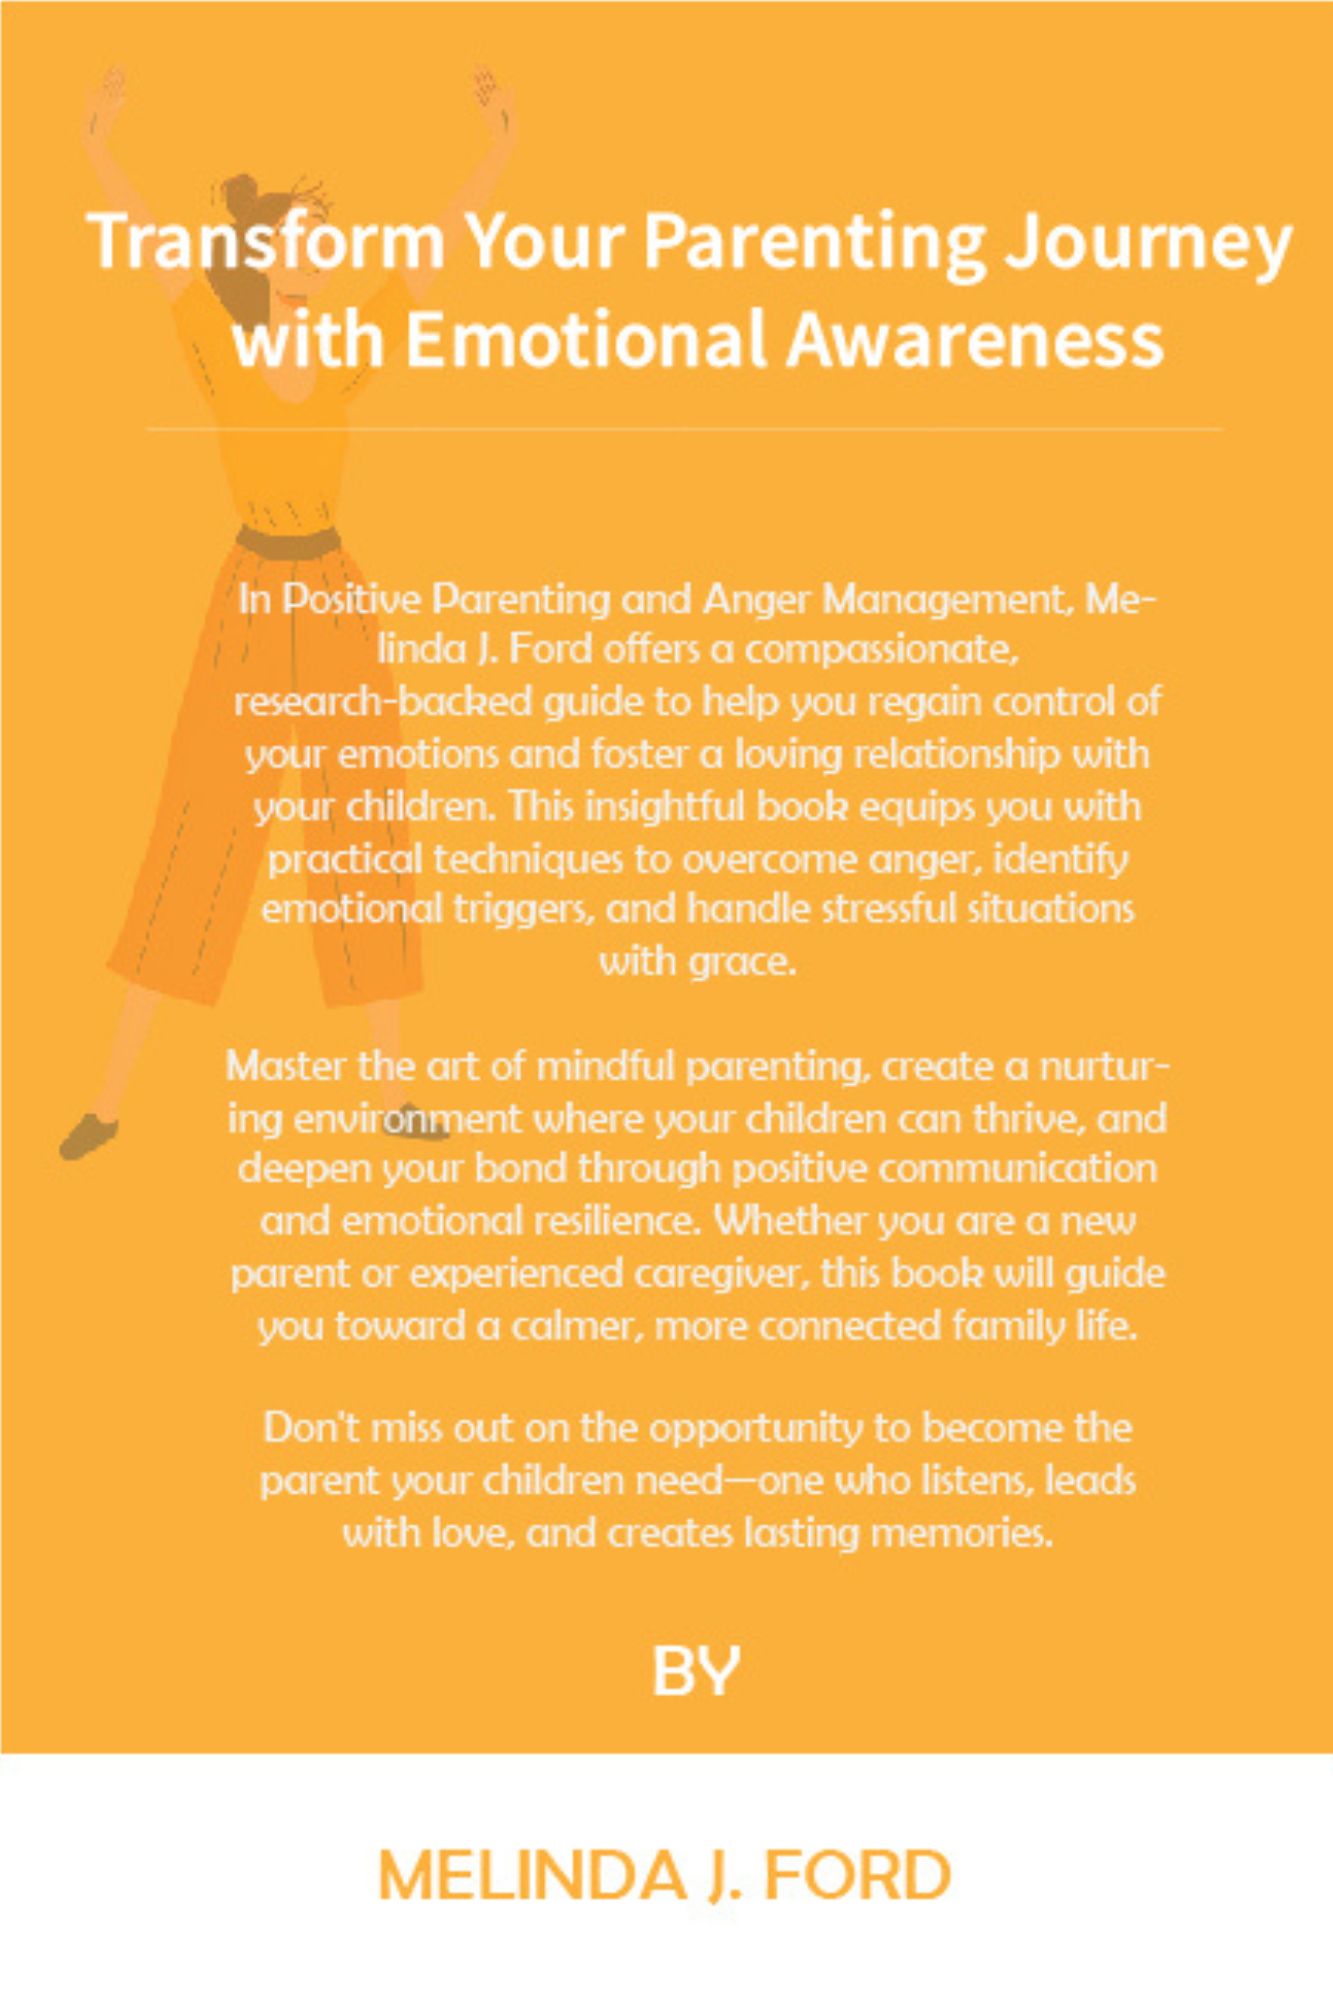 Transform Your Parenting Journey
with Emotional Awareness
In Positive Parenting and Anger Management, Me-
linda J. Ford offers a compassionate,
research-backed guide to help you regain control of
your emotions and foster a loving relationship with
your children. This insightful book equips you with
practical techniques to overcome anger, identify
emotional triggers, and handle stressful situations
with grace.
Master the art of mindful parenting, create a nurtur-
ing environment where your children can thrive, and
deepen your bond through positive communication
and emotional resilience. Whether you are a new
parent or experienced caregiver, this book will guide
you toward a calmer, more connected family life.
Don't miss out on the opportunity to become the
parent your children need—one who listens, leads
with love, and creates lasting memories.
BY
MELINDA J. FORD